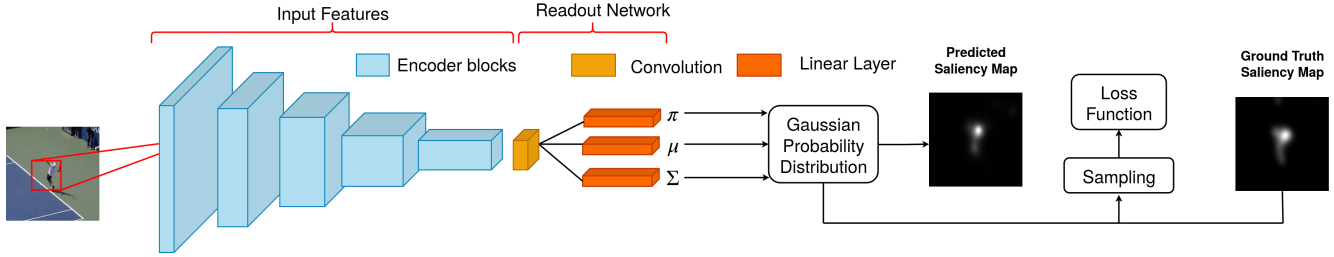 Input Features
Readout Network
Encoder blocks
Convolution
Linear Layer
π
μ
Σ
Gaussian
Probability
Distribution
Predicted
Saliency Map
Loss
Function
Sampling
Ground Truth
Saliency Map